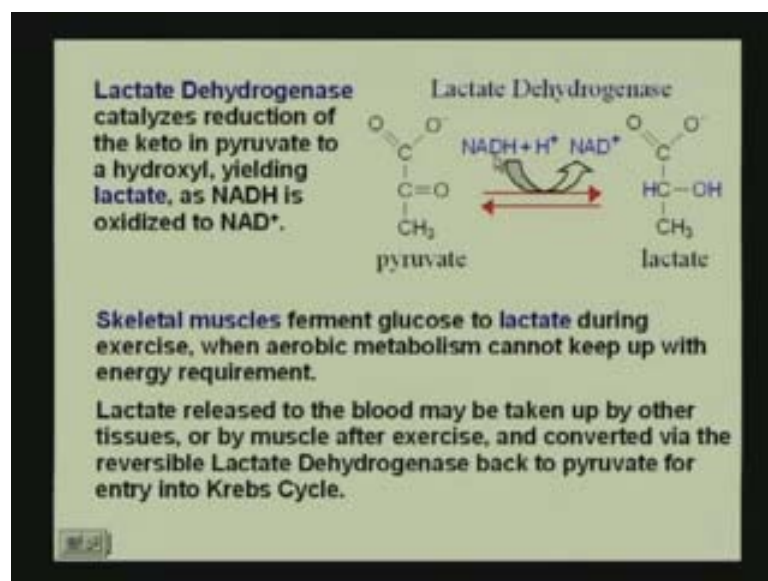 Lactate Dehydrogenase
catalyzes reduction of
the keto in pyruvate to
a hydroxyl, yielding
lactate, as NADH is
oxidized to NAD⁺.
Lactate Dehydrogenase
O O⁻
C
C=O
CH₃
pyruvate
NADH + H⁺ NAD⁺
O O⁻
C
HC–OH
CH₃
lactate
Skeletal muscles ferment glucose to lactate during
exercise, when aerobic metabolism cannot keep up with
energy requirement.
Lactate released to the blood may be taken up by other
tissues, or by muscle after exercise, and converted via the
reversible Lactate Dehydrogenase back to pyruvate for
entry into Krebs Cycle.